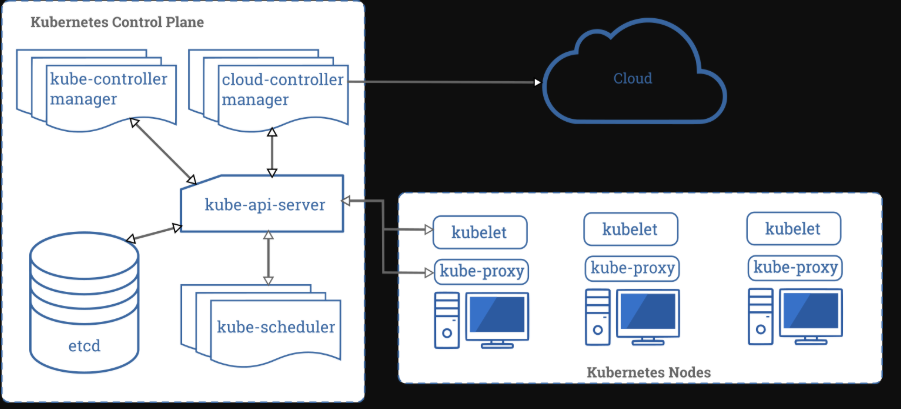 Kubernetes Control Plane
kube-controller
manager
cloud-controller
manager
Cloud
kube-api-server
kubelet
kubelet
kubelet
kube-proxy
kube-proxy
kube-proxy
etcd
kube-scheduler
Kubernetes Nodes